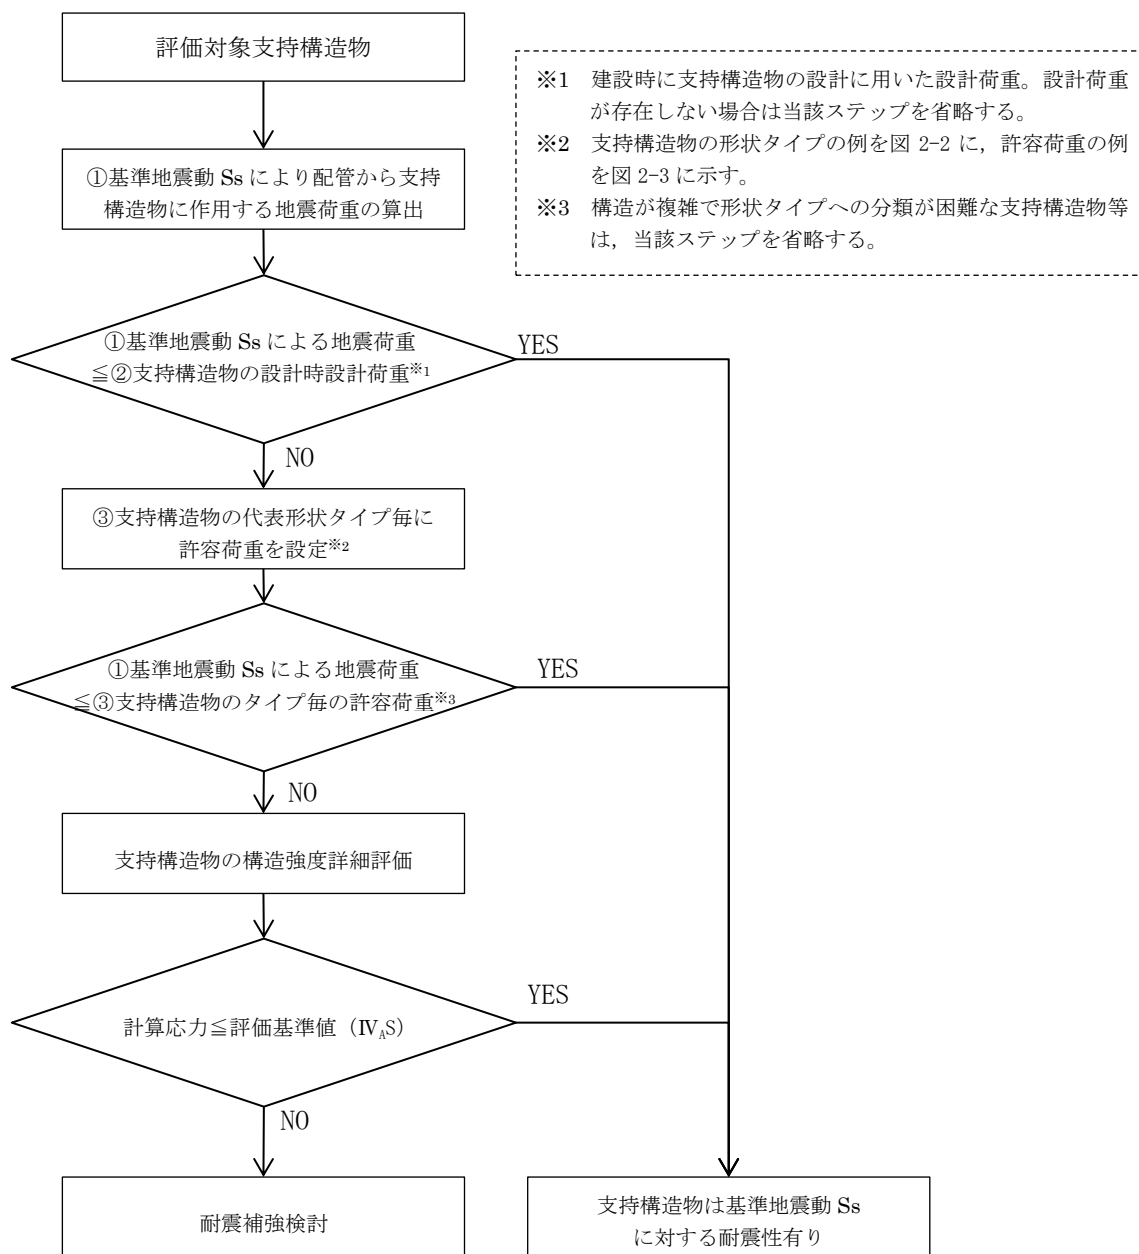 評価対象支持構造物
※1 建設時に支持構造物の設計に用いた設計荷重。設計荷重
が存在しない場合は当該ステップを省略する。
※2 支持構造物の形状タイプの例を図 2-2 に，許容荷重の例
を図 2-3 に示す。
※3 構造が複雑で形状タイプへの分類が困難な支持構造物等
は，当該ステップを省略する。
①基準地震動 Ss により配管から支持
構造物に作用する地震荷重の算出
①基準地震動 Ss による地震荷重
≦②支持構造物の設計時設計荷重※1
YES
NO
③支持構造物の代表形状タイプ毎に
許容荷重を設定※2
①基準地震動 Ss による地震荷重
≦③支持構造物のタイプ毎の許容荷重※3
YES
NO
支持構造物の構造強度詳細評価
計算応力≦評価基準値（ⅣAS）
YES
NO
耐震補強検討
支持構造物は基準地震動 Ss
に対する耐震性有り